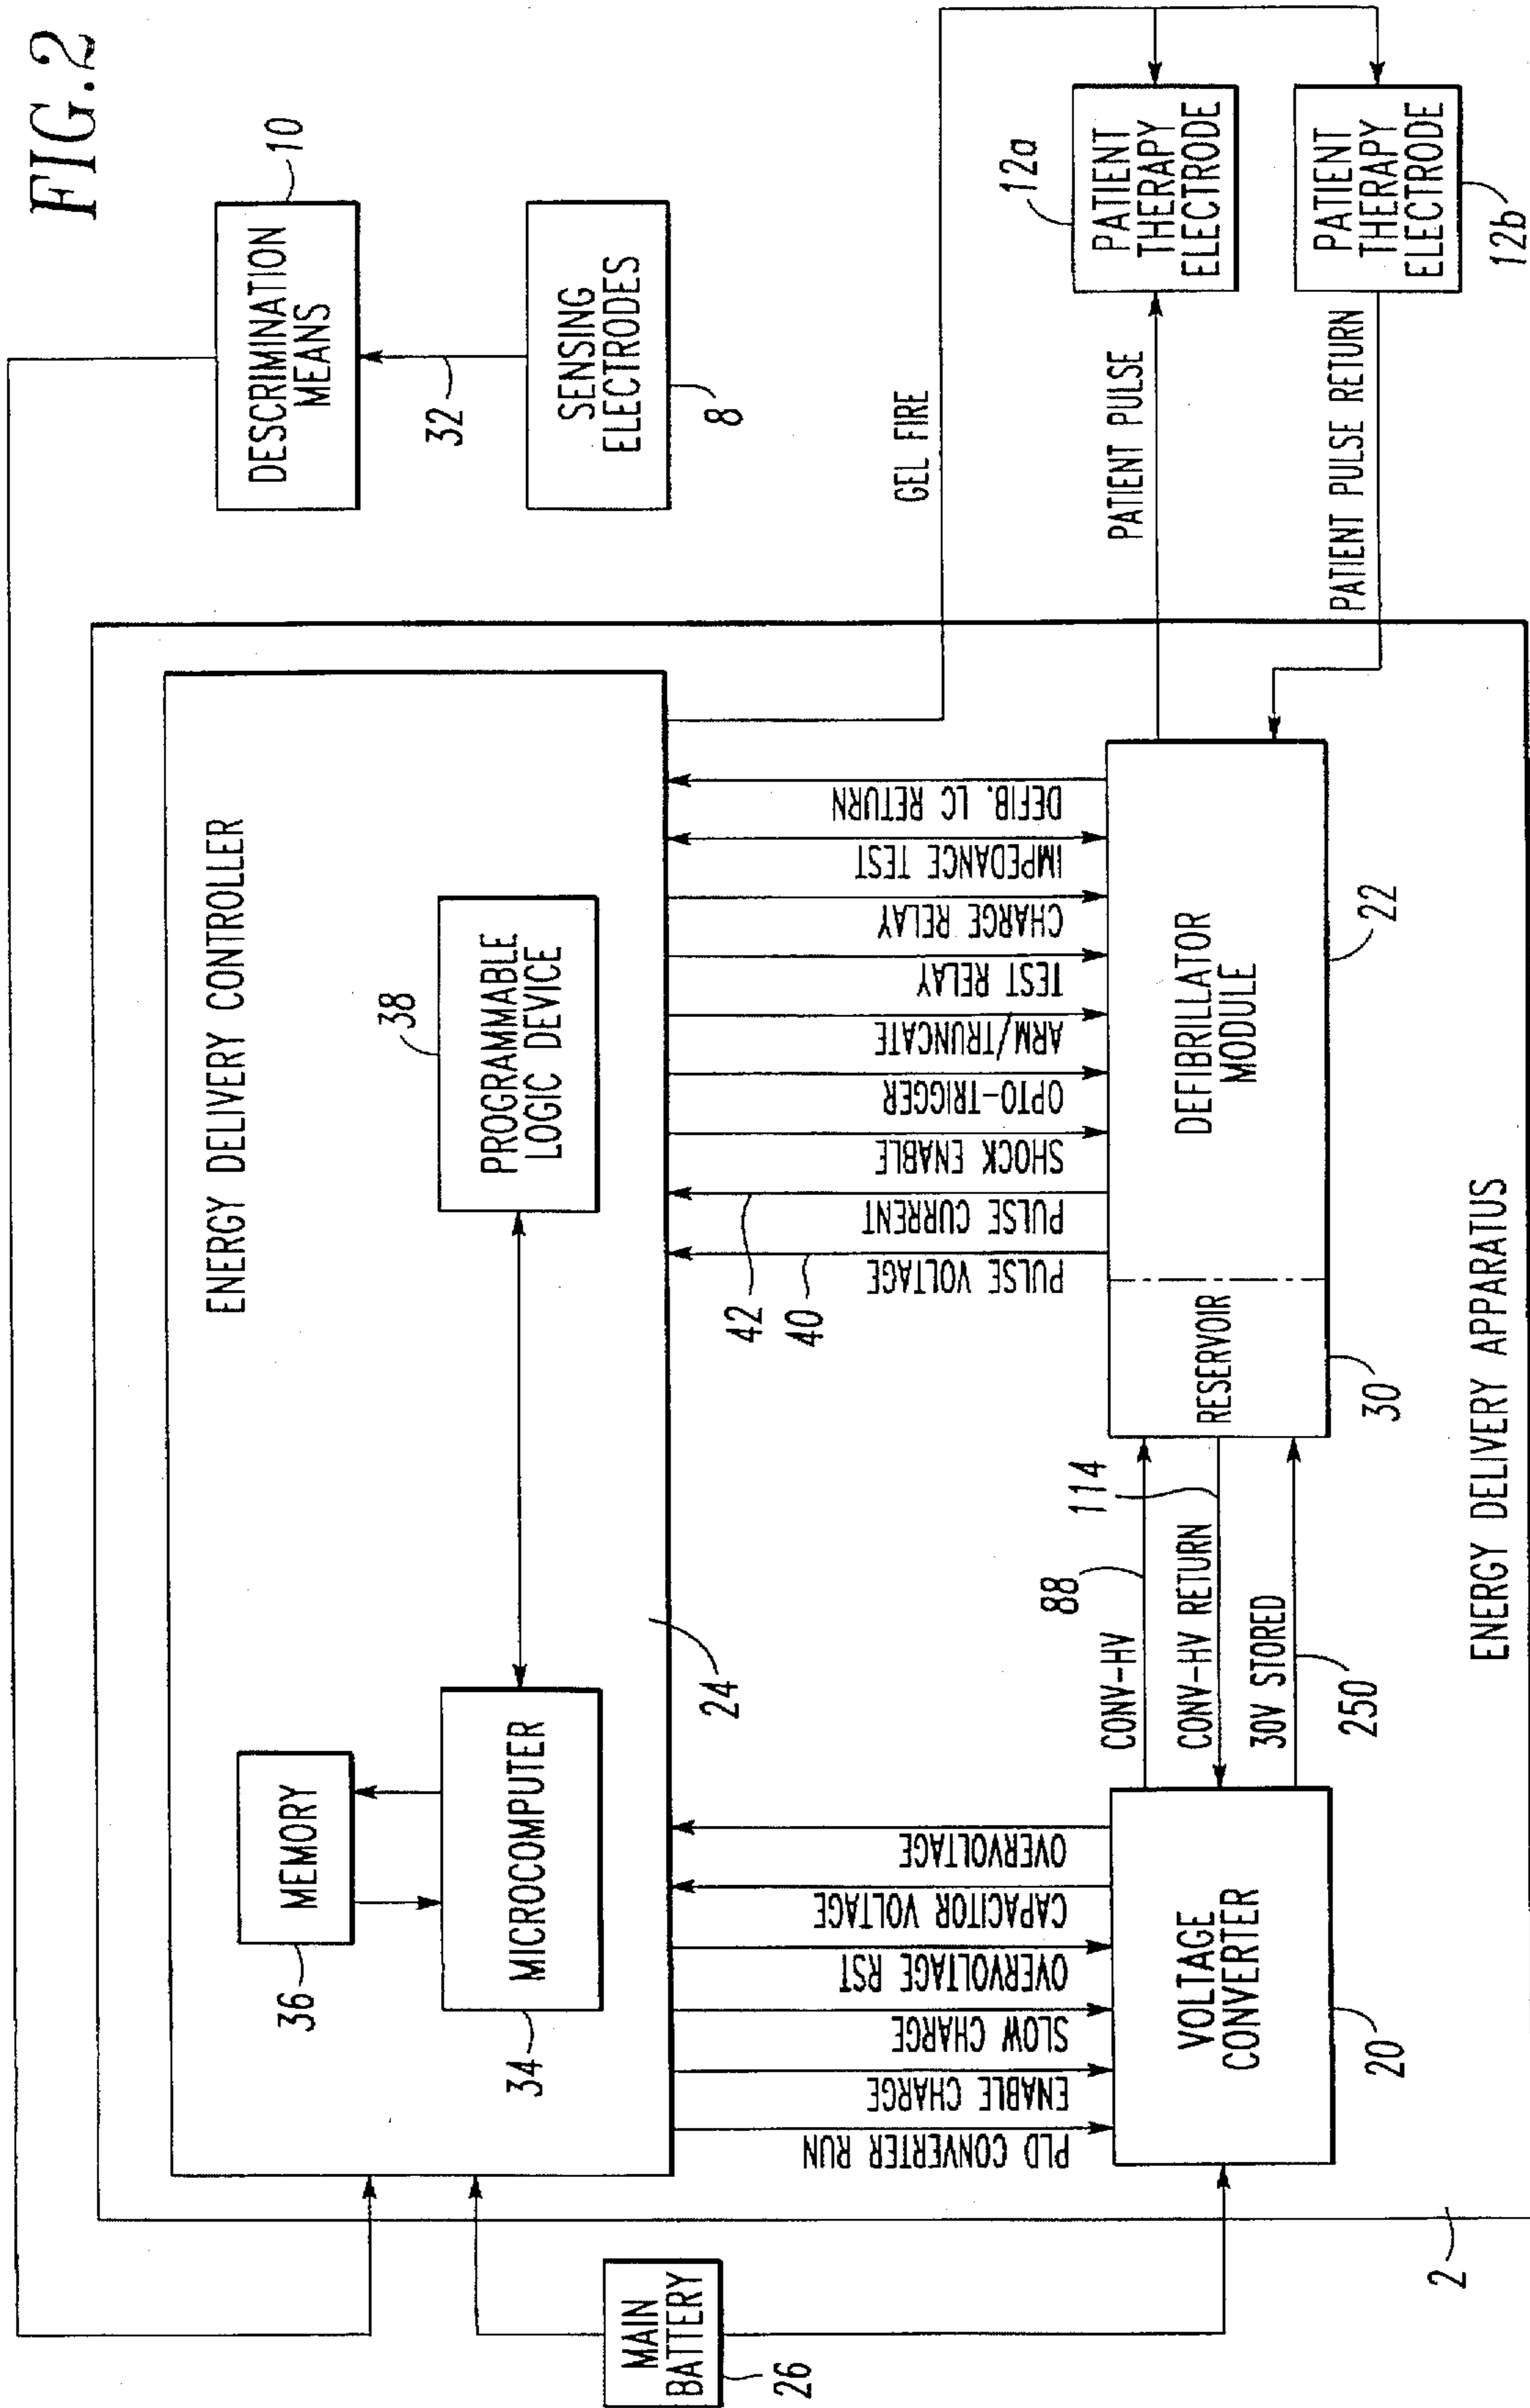 FIG.2
DESCRIMINATION
MEANS
10
32
SENSING
ELECTRODES
8
ENERGY DELIVERY CONTROLLER
MEMORY
36
MICROCOMPUTER
34
PROGRAMMABLE
LOGIC DEVICE
38
24
MAIN
BATTERY
26
PLD CONVERTER RUN
ENABLE CHARGE
SLOW CHARGE
OVERVOLTAGE RST
CAPACITOR VOLTAGE
OVERVOLTAGE
PULSE VOLTAGE
40
PULSE CURRENT
42
SHOCK ENABLE
OPTO-TRIGGER
ARM/TRUNCATE
TEST RELAY
CHARGE RELAY
IMPEDANCE TEST
DEFIB. LC RETURN
GEL FIRE
VOLTAGE
CONVERTER
20
CONV-HV
88
CONV-HV RETURN
114
30V STORED
250
RESERVOIR
30
DEFIBRILLATOR
MODULE
22
PATIENT PULSE
PATIENT PULSE RETURN
PATIENT
THERAPY
ELECTRODE
12a
PATIENT
THERAPY
ELECTRODE
12b
ENERGY DELIVERY APPARATUS
2